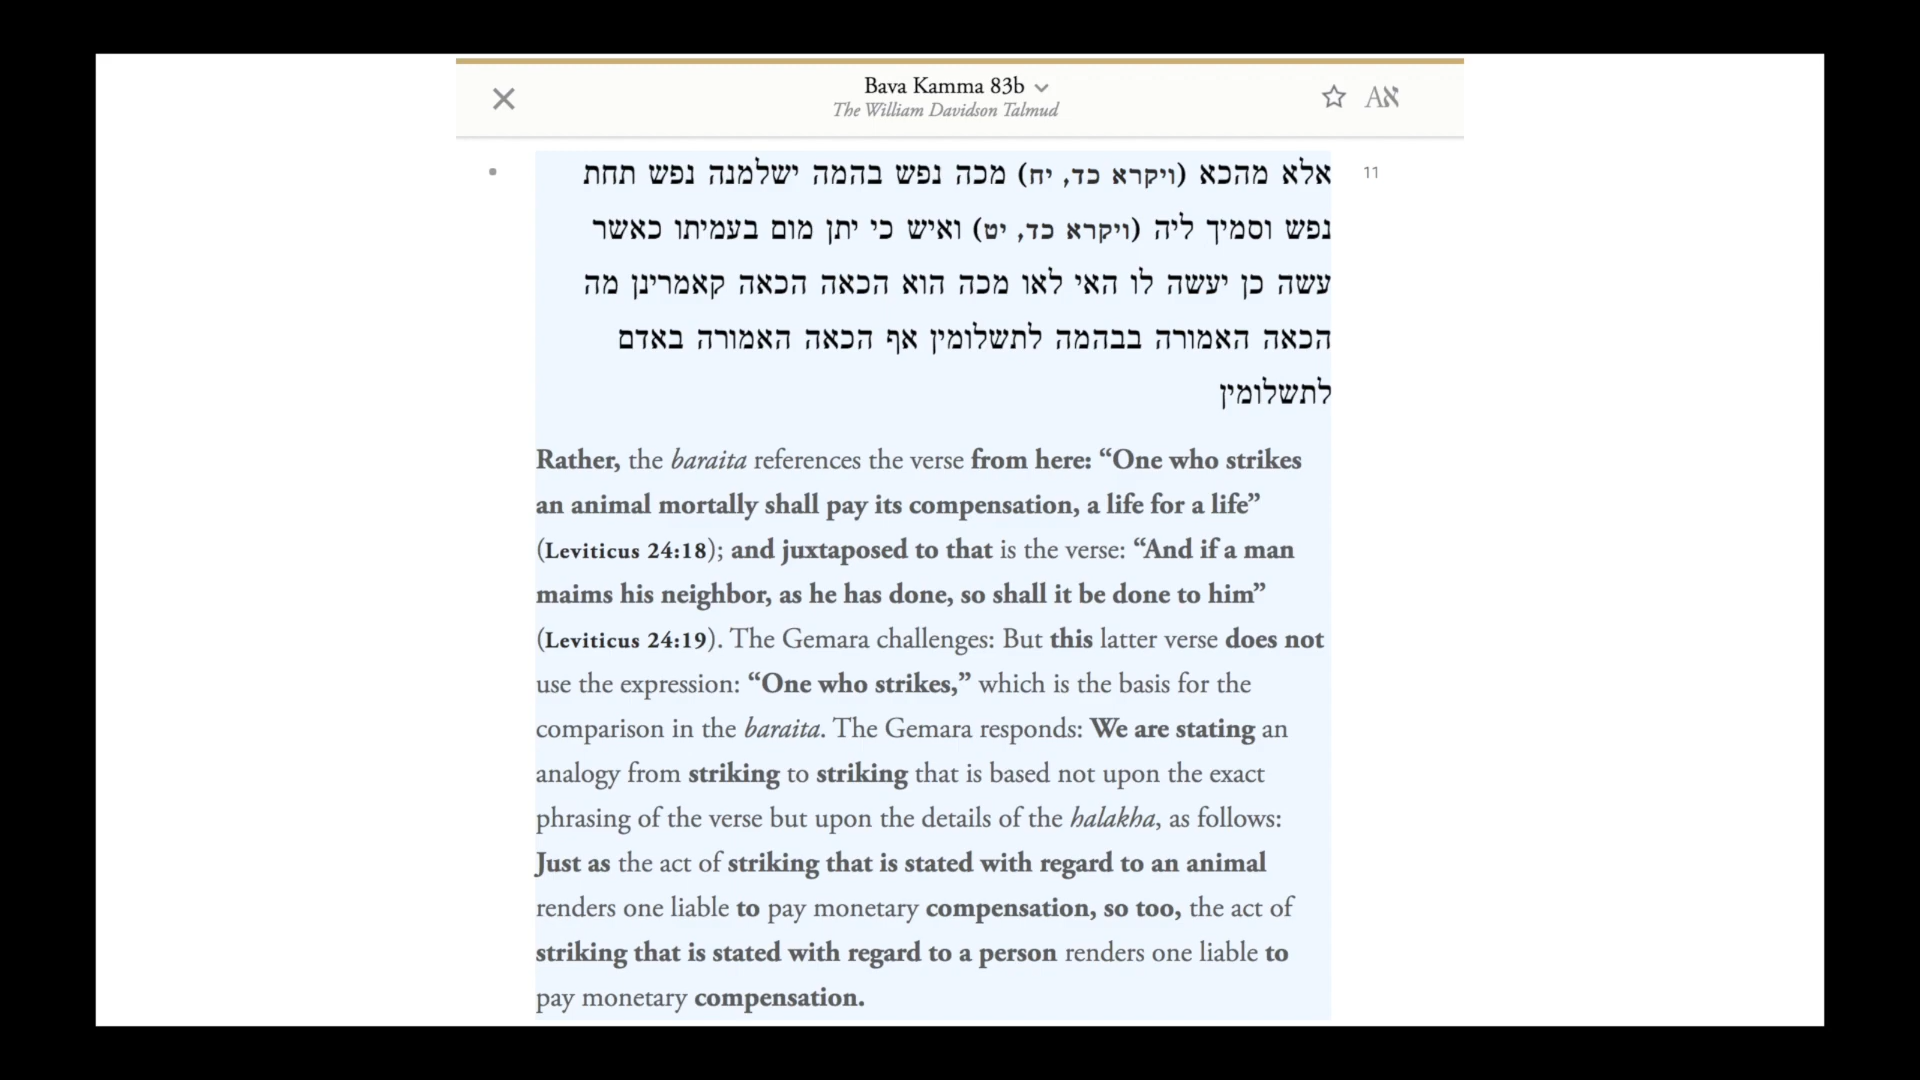 Bava Kamma 83b
The William Davidson Talmud
Aא
11
אלא מהכא (ויקרא כד, יח) מכה נפש בהמה ישלמנה נפש תחת
נפש וסמיך ליה (ויקרא כד, יט) ואיש כי יתן מום בעמיתו כאשר
עשה כן יעשה לו האי לאו מכה הוא הכאה הכאה קאמרינן מה
הכאה האמורה בבהמה לתשלומין אף הכאה האמורה באדם
לתשלומין
Rather, the baraita references the verse from here: “One who strikes
an animal mortally shall pay its compensation, a life for a life”
(Leviticus 24:18); and juxtaposed to that is the verse: “And if a man
maims his neighbor, as he has done, so shall it be done to him”
(Leviticus 24:19). The Gemara challenges: But this latter verse does not
use the expression: “One who strikes,” which is the basis for the
comparison in the baraita. The Gemara responds: We are stating an
analogy from striking to striking that is based not upon the exact
phrasing of the verse but upon the details of the halakha, as follows:
Just as the act of striking that is stated with regard to an animal
renders one liable to pay monetary compensation, so too, the act of
striking that is stated with regard to a person renders one liable to
pay monetary compensation.